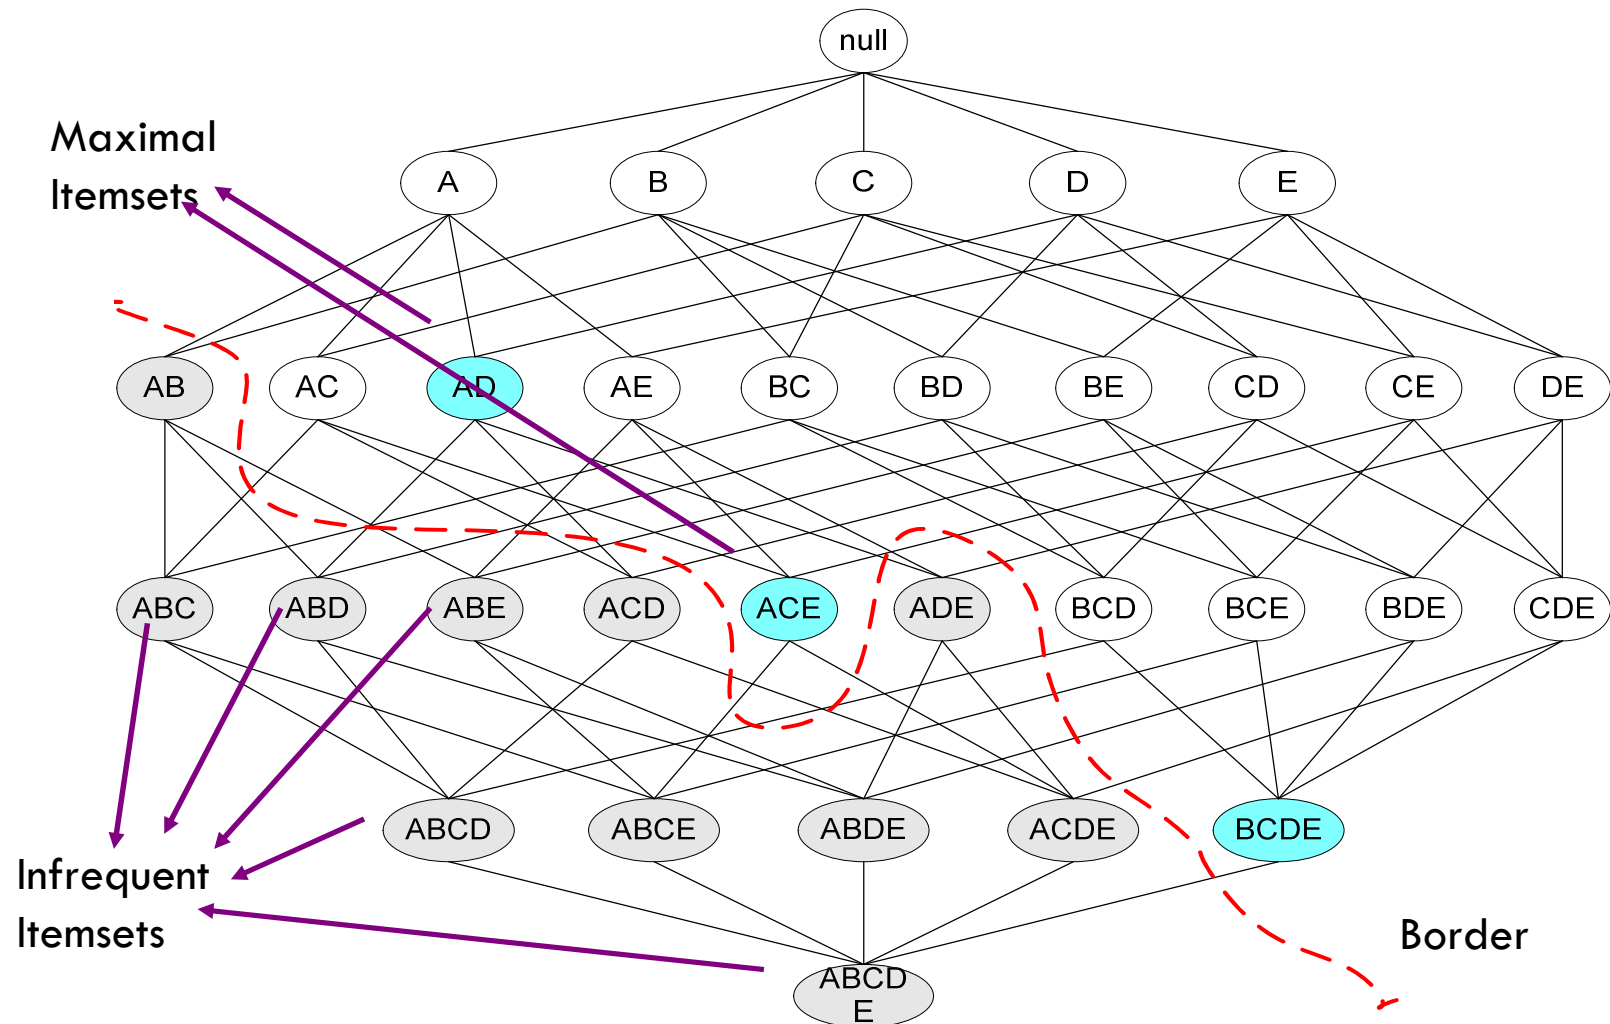 null
Maximal
Itemsets
A B C D E
AB AC AD AE BC BD BE CD CE DE
ABC ABD ABE ACD ACE ADE BCD BCE BDE CDE
ABCD ABCE ABDE ACDE BCDE
Infrequent
Itemsets
Border
ABCD
E